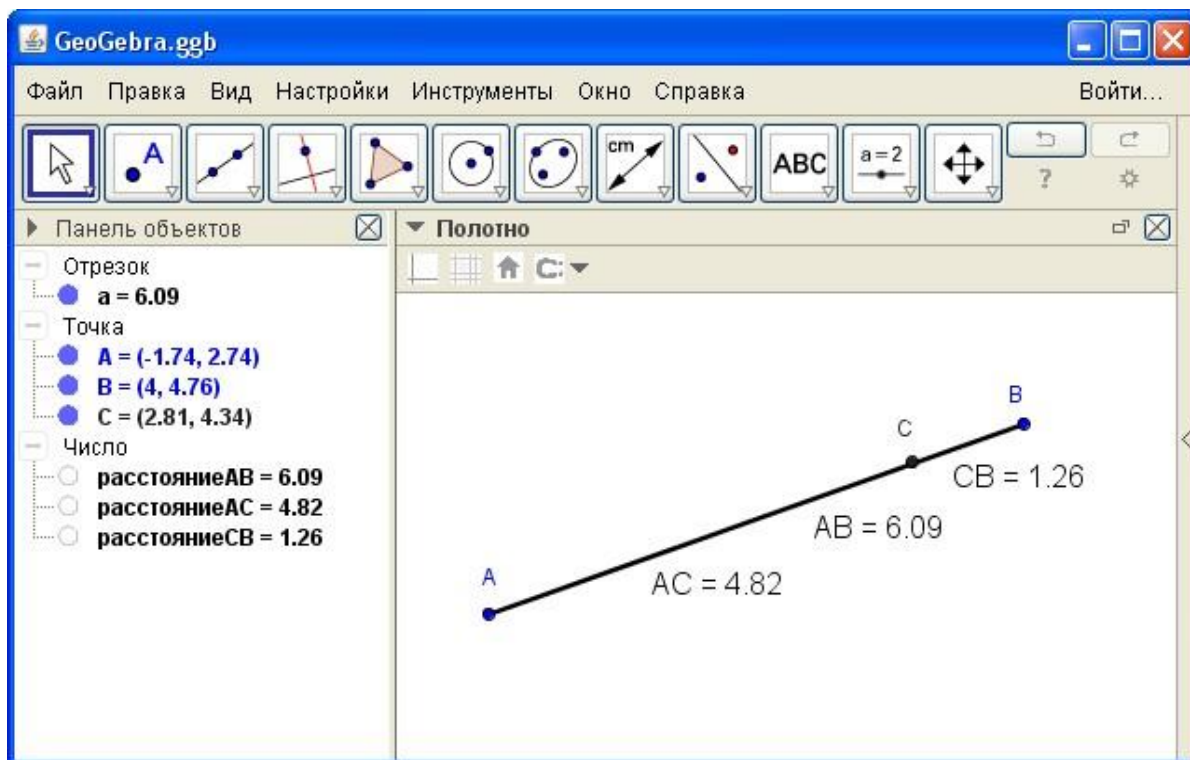 GeoGebra.ggb
Файл Правка Вид Настройки Инструменты Окно Справка Войти...
A cm ABC a = 2 ?
Панель объектов
Отрезок
a = 6.09
Точка
A = (-1.74, 2.74)
B = (4, 4.76)
C = (2.81, 4.34)
Число
расстояниеAB = 6.09
расстояниеAC = 4.82
расстояниеCB = 1.26
Полотно
B
C
CB = 1.26
AB = 6.09
A
AC = 4.82